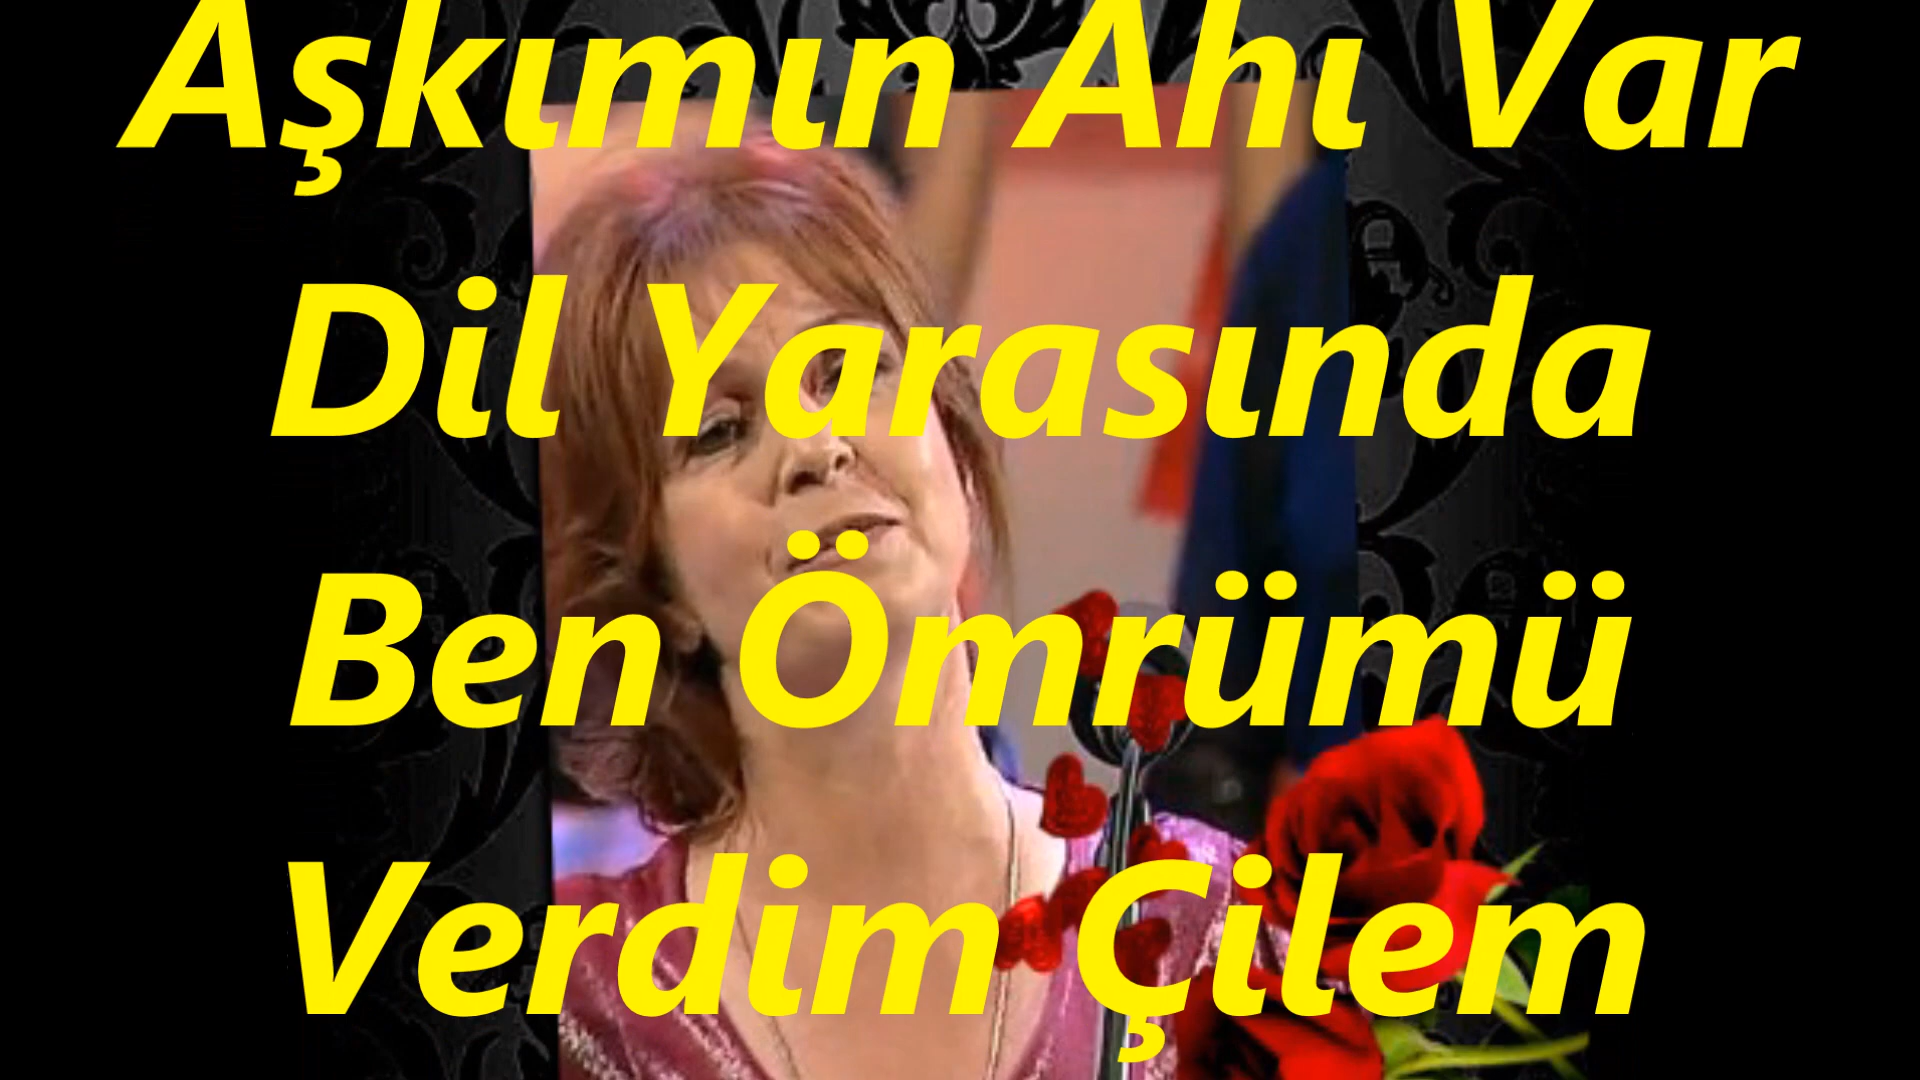 Aşkımın Ahı Var
Dil Yarasında
Ben Ömrümü
Verdim Çilem